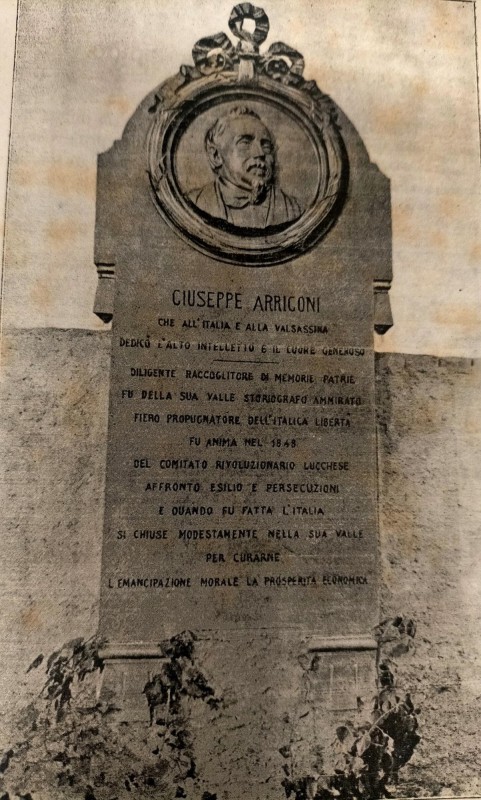 GIUSEPPE ARRIGONI
CHE ALL'ITALIA E ALLA VALSASSINA
DEDICÒ L'ALTO INTELLETTO E IL CUORE GENEROSO
DILIGENTE RACCOGLITORE DI MEMORIE PATRIE
FU DELLA SUA VALLE STORIOGRAFO AMMIRATO
FIERO PROPUGNATORE DELL'ITALICA LIBERTÀ
FU ANIMA NEL 1848
DEL COMITATO RIVOLUZIONARIO LUCCHESE
AFFRONTÒ ESILIO E PERSECUZIONI
E QUANDO FU FATTA L'ITALIA
SI CHIUSE MODESTAMENTE NELLA SUA VALLE
PER CURARNE
L'EMANCIPAZIONE MORALE LA PROSPERITÀ ECONOMICA